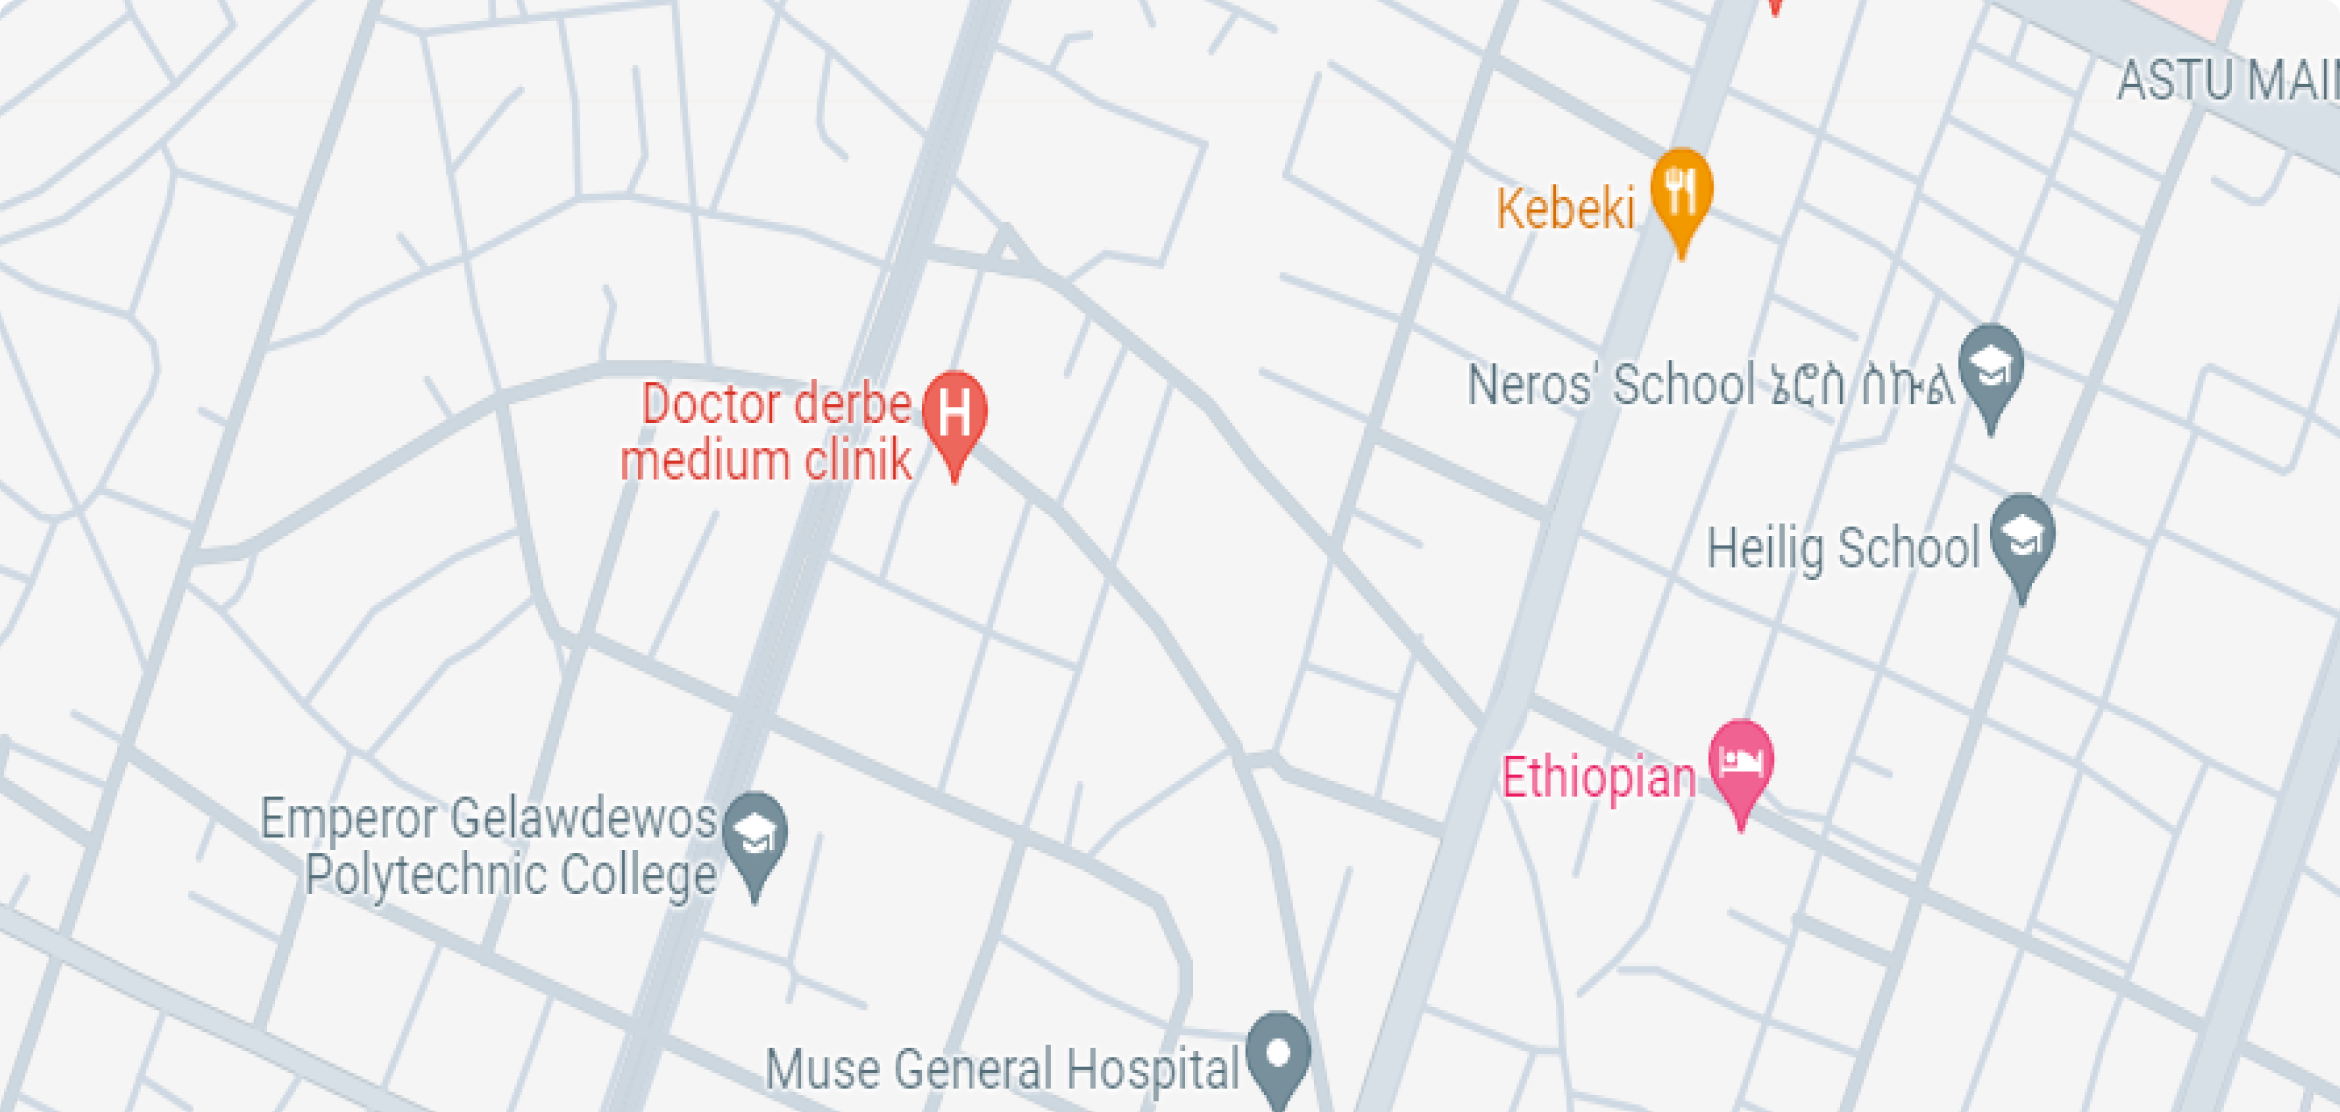 ASTU MAIN
Kebeki
Neros' School ኔሮስ ስኩል
Doctor derbe
medium clinik
Heilig School
Ethiopian
Emperor Gelawdewos
Polytechnic College
Muse General Hospital